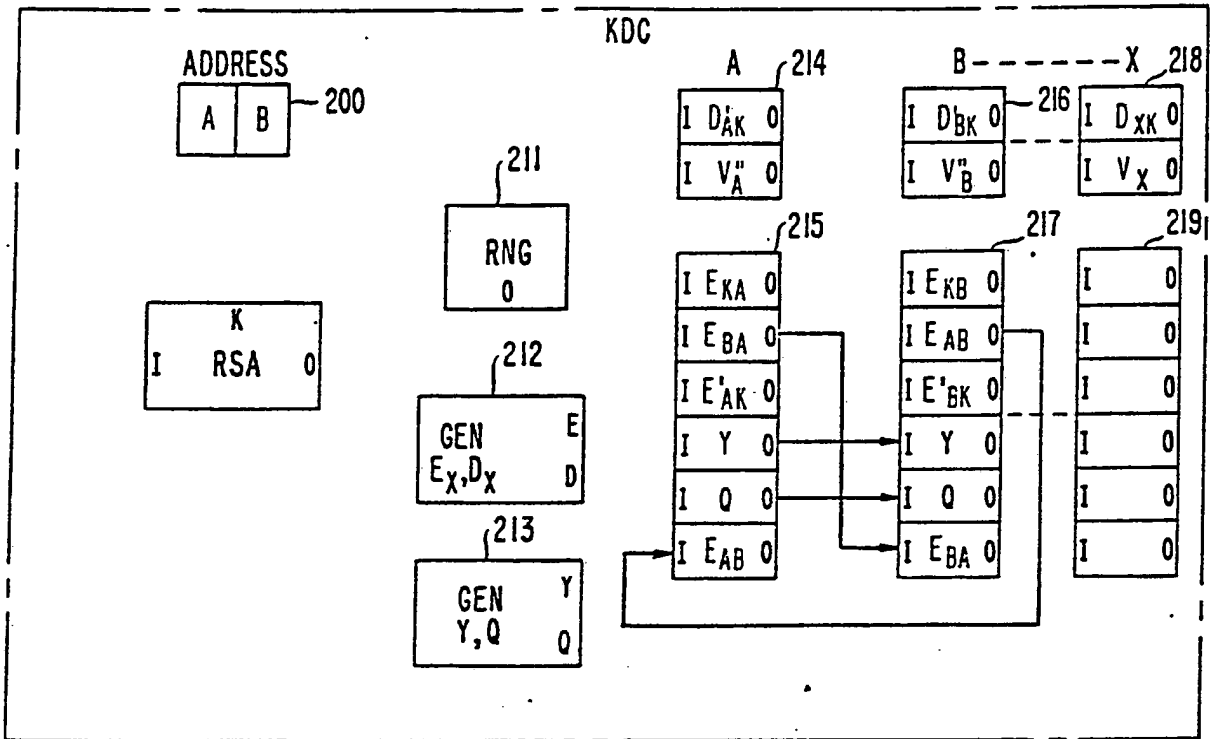 KDC
ADDRESS
A B 200
A 214
B - - - - - - X 218
I D'AK O
I V"A O
I D'BK O 216
I V"B O
I DXK O
I VX O
211
RNG
O
K
I RSA O
212
GEN E
EX,DX D
213
GEN Y
Y,Q Q
215
I EKA O
I EBA O
I E'AK O
I Y O
I Q O
I EAB O
217
I EKB O
I EAB O
I E'BK O
I Y O
I Q O
I EBA O
219
I O
I O
I O
I O
I O
I O